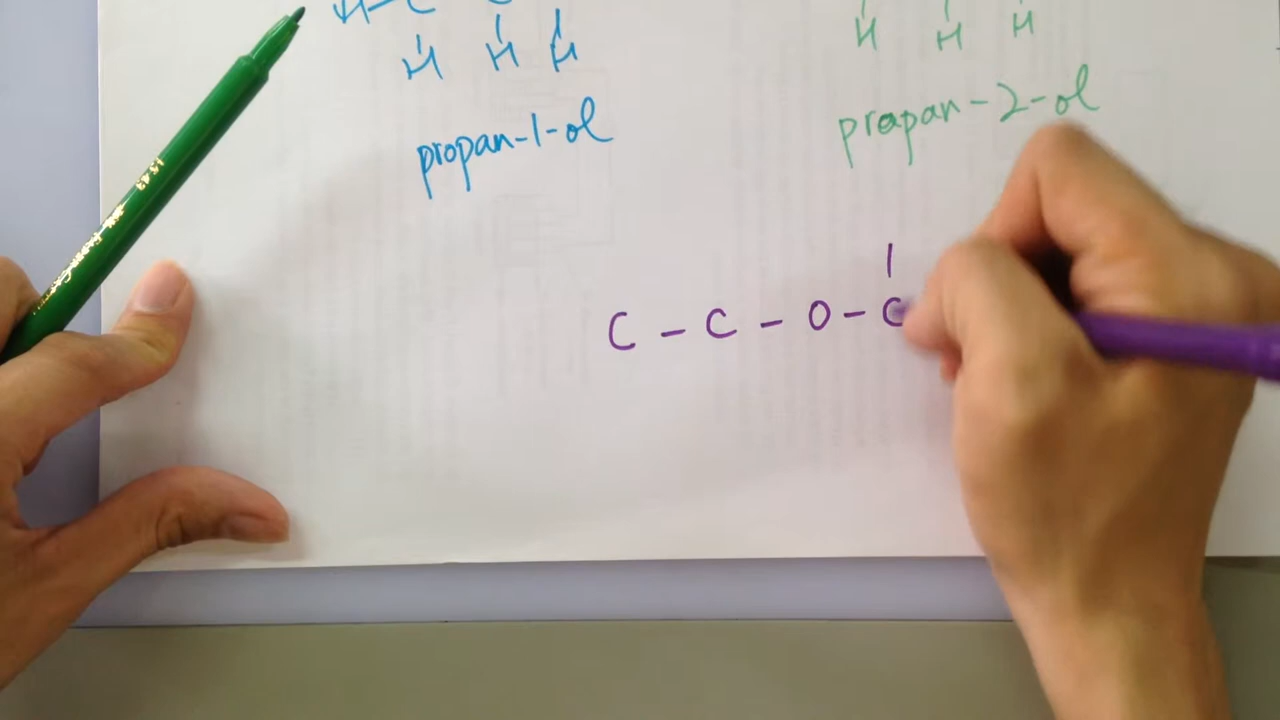 H-C
H H H
H H H
propan-1-ol
propan-2-ol
C - C - O - C